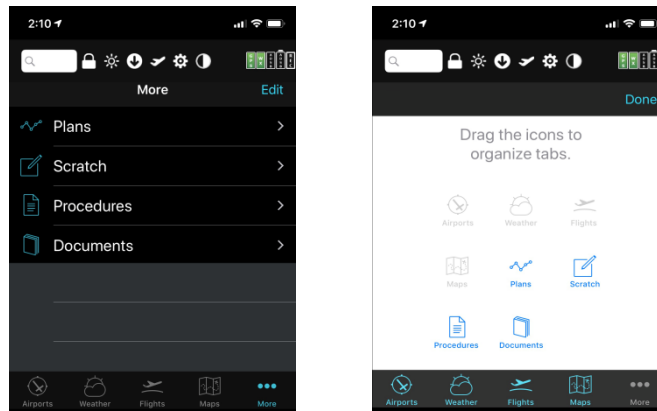 2:10
More
Edit
Plans
Scratch
Procedures
Documents
Airports
Weather
Flights
Maps
More
2:10
Done
Drag the icons to
organize tabs.
Airports
Weather
Flights
Maps
Plans
Scratch
Procedures
Documents
Airports
Weather
Flights
Maps
More